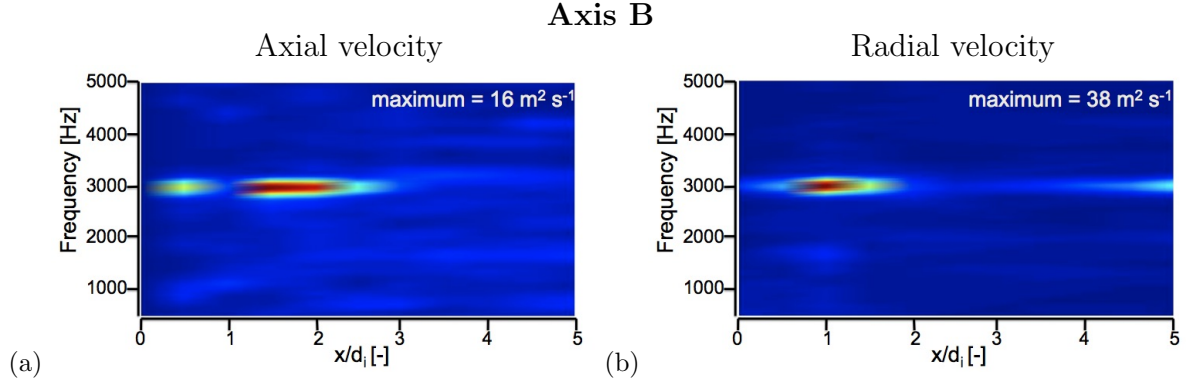 Axis B
Axial velocity
Radial velocity
maximum = 16 m² s⁻¹
Frequency [Hz]
5000
4000
3000
2000
1000
0 1 2 3 4 5
x/dᵢ [-]
(a)
maximum = 38 m² s⁻¹
Frequency [Hz]
5000
4000
3000
2000
1000
0 1 2 3 4 5
x/dᵢ [-]
(b)